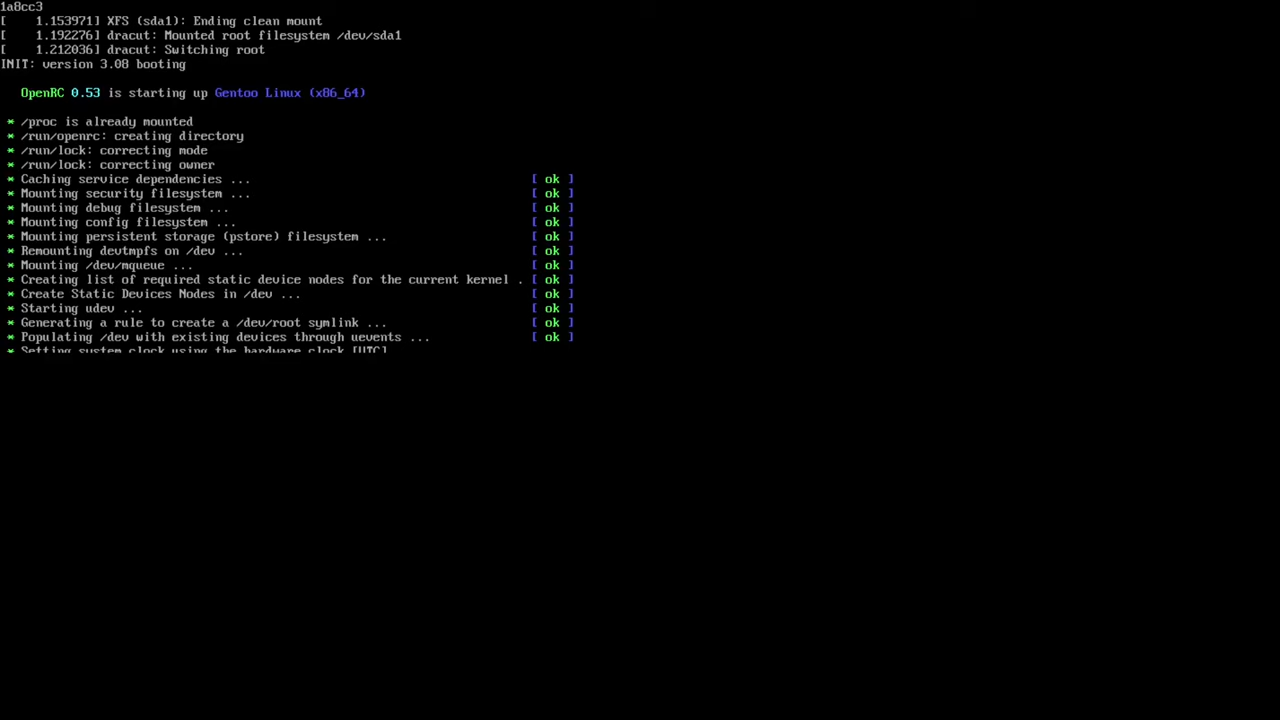 1a8cc3
[    1.153971] XFS (sda1): Ending clean mount
[    1.192276] dracut: Mounted root filesystem /dev/sda1
[    1.212036] dracut: Switching root
INIT: version 3.08 booting
OpenRC 0.53 is starting up Gentoo Linux (x86_64)
* /proc is already mounted
* /run/openrc: creating directory
* /run/lock: correcting mode
* /run/lock: correcting owner
* Caching service dependencies ... [ ok ]
* Mounting security filesystem ... [ ok ]
* Mounting debug filesystem ... [ ok ]
* Mounting config filesystem ... [ ok ]
* Mounting persistent storage (pstore) filesystem ... [ ok ]
* Remounting devtmpfs on /dev ... [ ok ]
* Mounting /dev/mqueue ... [ ok ]
* Creating list of required static device nodes for the current kernel . [ ok ]
* Create Static Devices Nodes in /dev ... [ ok ]
* Starting udev ... [ ok ]
* Generating a rule to create a /dev/root symlink ... [ ok ]
* Populating /dev with existing devices through uevents ... [ ok ]
* Setting system clock using the hardware clock [UTC]